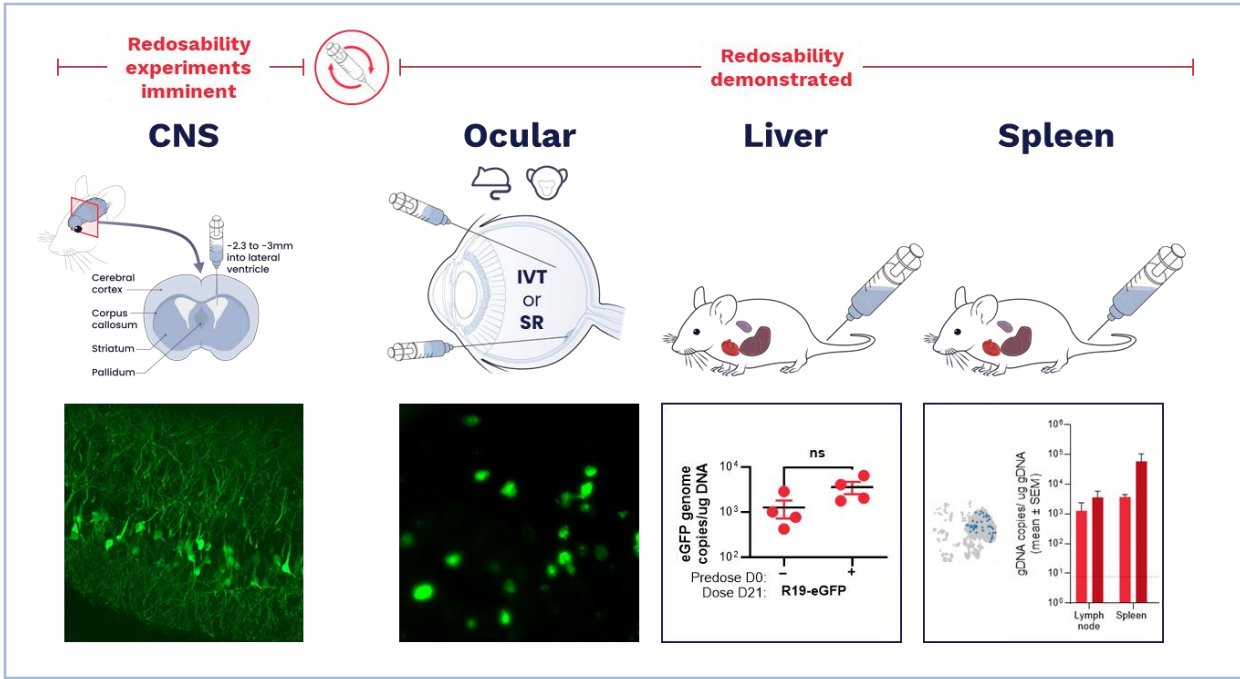 Redosability
experiments
imminent
Redosability
demonstrated
CNS
Ocular
Liver
Spleen
~2.3 to ~3mm
into lateral
ventricle
Cerebral
cortex
Corpus
callosum
Striatum
Pallidum
IVT
or
SR
eGFP genome
copies/ug DNA
ns
10⁴
10³
10²
– +
Predose D0:
Dose D21: R19-eGFP
gDNA copies/ ug gDNA
(mean ± SEM)
10⁶
10⁵
10⁴
10³
10²
10¹
10⁰
Lymph
node
Spleen